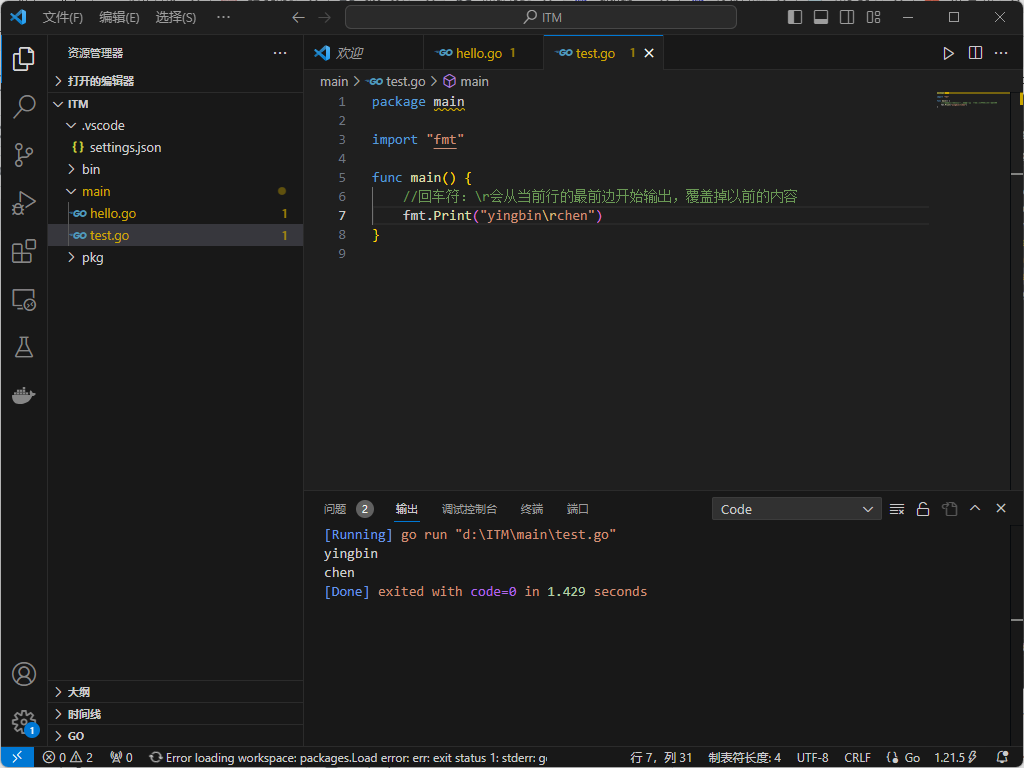 文件(F) 编辑(E) 选择(S) ··· ITM
资源管理器 ···
打开的编辑器
ITM
.vscode
{} settings.json
bin
main
hello.go 1
test.go 1
pkg
大纲
时间线
GO
欢迎 hello.go 1 test.go 1
main > test.go > main
1 package main
2
3 import "fmt"
4
5 func main() {
6 //回车符：\r会从当前行的最前边开始输出，覆盖掉以前的内容
7 fmt.Print("yingbin\rchen")
8 }
9
问题 2 输出 调试控制台 终端 端口 Code
[Running] go run "d:\ITM\main\test.go"
yingbin
chen
[Done] exited with code=0 in 1.429 seconds
1
0 2 0 Error loading workspace: packages.Load error: err: exit status 1: stderr: go 行 7，列 31 制表符长度: 4 UTF-8 CRLF Go 1.21.5